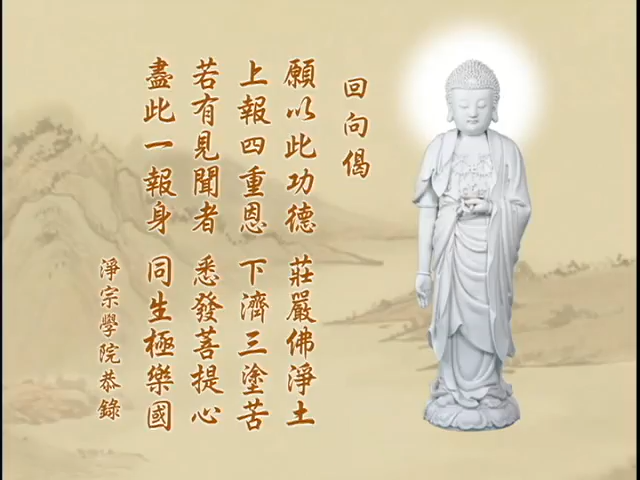 回向偈
願以此功德 莊嚴佛淨土
上報四重恩 下濟三塗苦
若有見聞者 悉發菩提心
盡此一報身 同生極樂國
淨宗學院恭錄